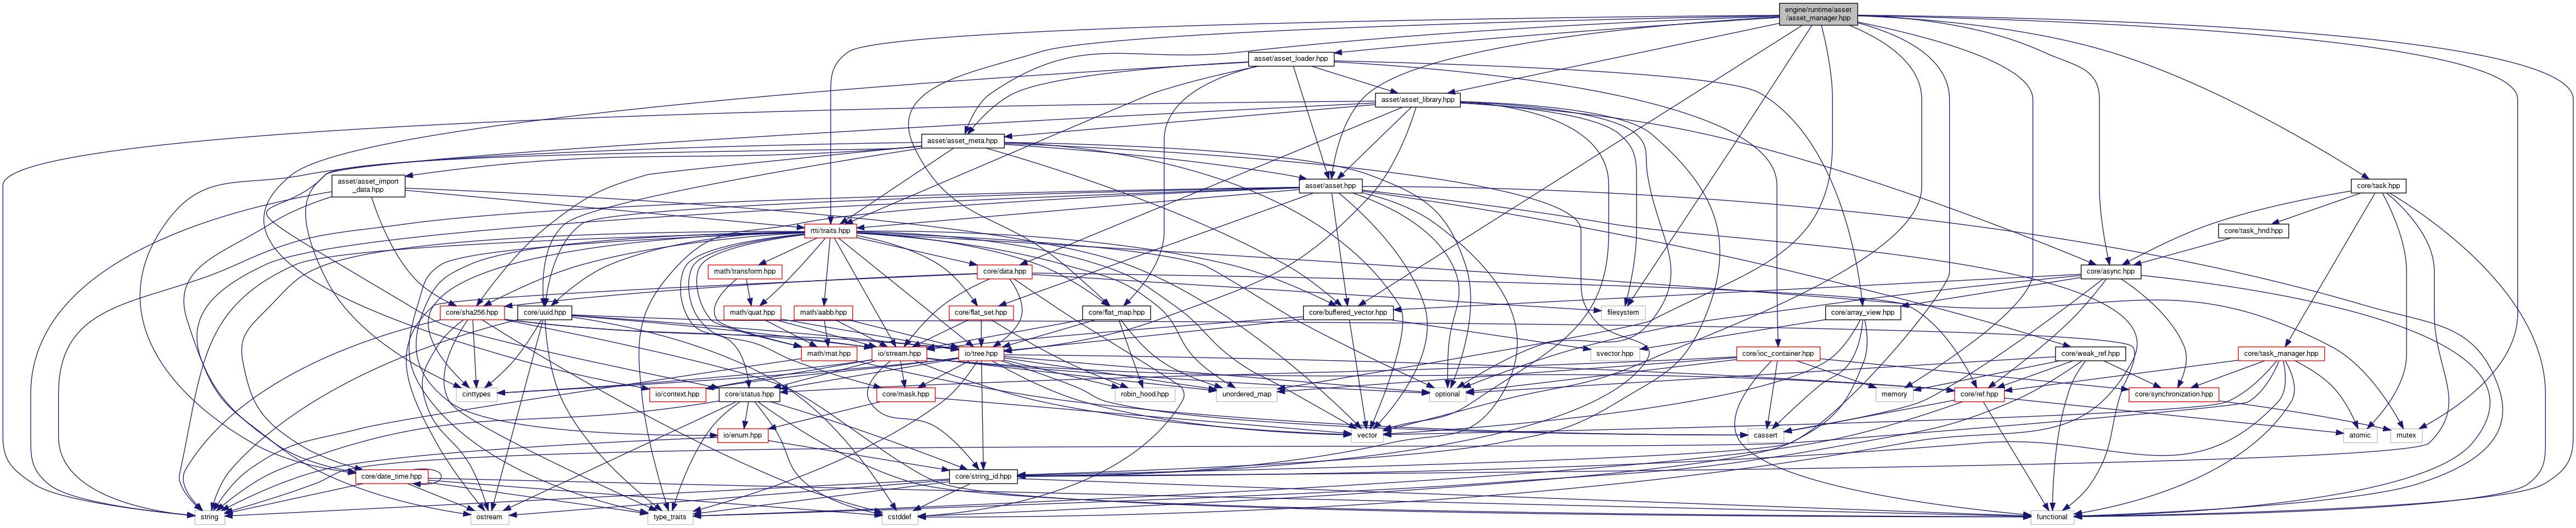 engine/runtime/asset
/asset_manager.hpp
asset/asset_loader.hpp
asset/asset_library.hpp
asset/asset_meta.hpp
asset/asset_import
_data.hpp
asset/asset.hpp
core/task.hpp
rtti/traits.hpp
core/task_hnd.hpp
math/transform.hpp
core/data.hpp
core/async.hpp
core/sha256.hpp
core/uuid.hpp
math/quat.hpp
math/aabb.hpp
core/flat_set.hpp
core/flat_map.hpp
core/buffered_vector.hpp
filesystem
core/array_view.hpp
math/mat.hpp
io/stream.hpp
io/tree.hpp
svector.hpp
core/ioc_container.hpp
core/weak_ref.hpp
core/task_manager.hpp
cinttypes
io/context.hpp
core/status.hpp
core/mask.hpp
robin_hood.hpp
unordered_map
optional
memory
core/ref.hpp
core/synchronization.hpp
io/enum.hpp
vector
cassert
atomic
mutex
core/date_time.hpp
core/string_id.hpp
string
ostream
type_traits
cstddef
functional